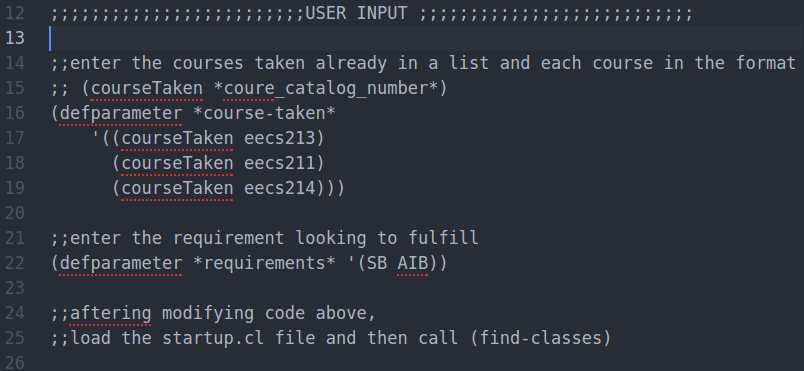 12 ;;;;;;;;;;;;;;;;;;;;;;;;;USER INPUT ;;;;;;;;;;;;;;;;;;;;;;;;;;;
13
14 ;;enter the courses taken already in a list and each course in the format
15 ;; (courseTaken *coure_catalog_number*)
16 (defparameter *course-taken*
17 '((courseTaken eecs213)
18 (courseTaken eecs211)
19 (courseTaken eecs214)))
20
21 ;;enter the requirement looking to fulfill
22 (defparameter *requirements* '(SB AIB))
23
24 ;;aftering modifying code above,
25 ;;load the startup.cl file and then call (find-classes)
26